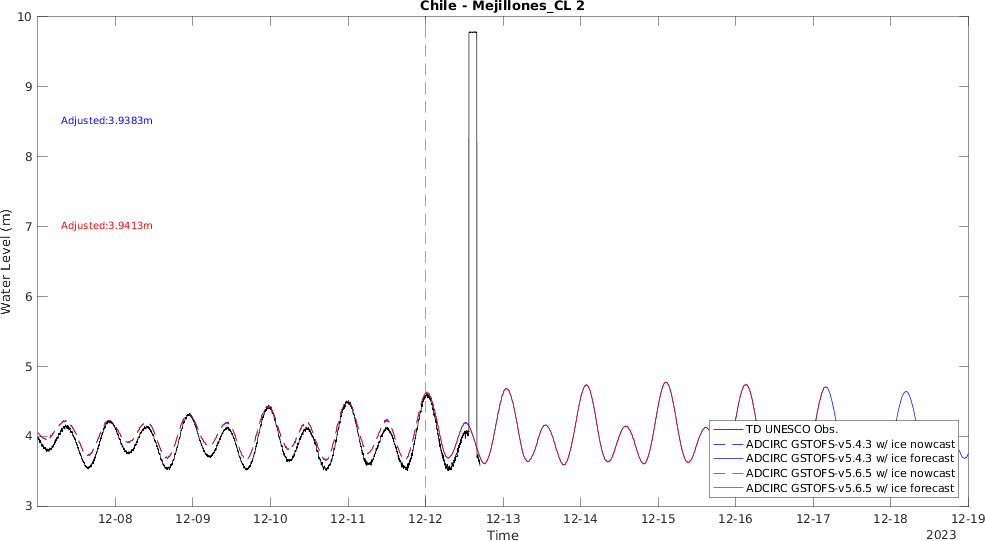 Chile - Mejillones_CL 2
10
9
8
7
6
5
4
3
Water Level (m)
Adjusted:3.9383m
Adjusted:3.9413m
TD UNESCO Obs.
ADCIRC GSTOFS-v5.4.3 w/ ice nowcast
ADCIRC GSTOFS-v5.4.3 w/ ice forecast
ADCIRC GSTOFS-v5.6.5 w/ ice nowcast
ADCIRC GSTOFS-v5.6.5 w/ ice forecast
12-08 12-09 12-10 12-11 12-12 12-13 12-14 12-15 12-16 12-17 12-18 12-19
Time
2023